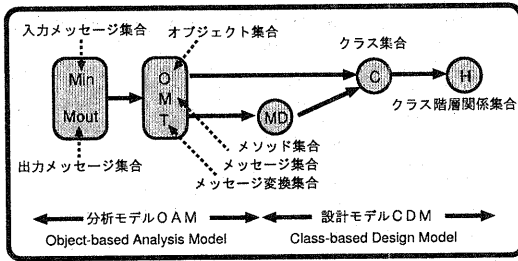 入力メッセージ集合
オブジェクト集合
クラス集合
Min
Mout
O
M
T
MD
C
H
クラス階層関係集合
メソッド集合
メッセージ集合
メッセージ変換集合
出力メッセージ集合
分析モデルOAM
設計モデルCDM
Object-based Analysis Model
Class-based Design Model